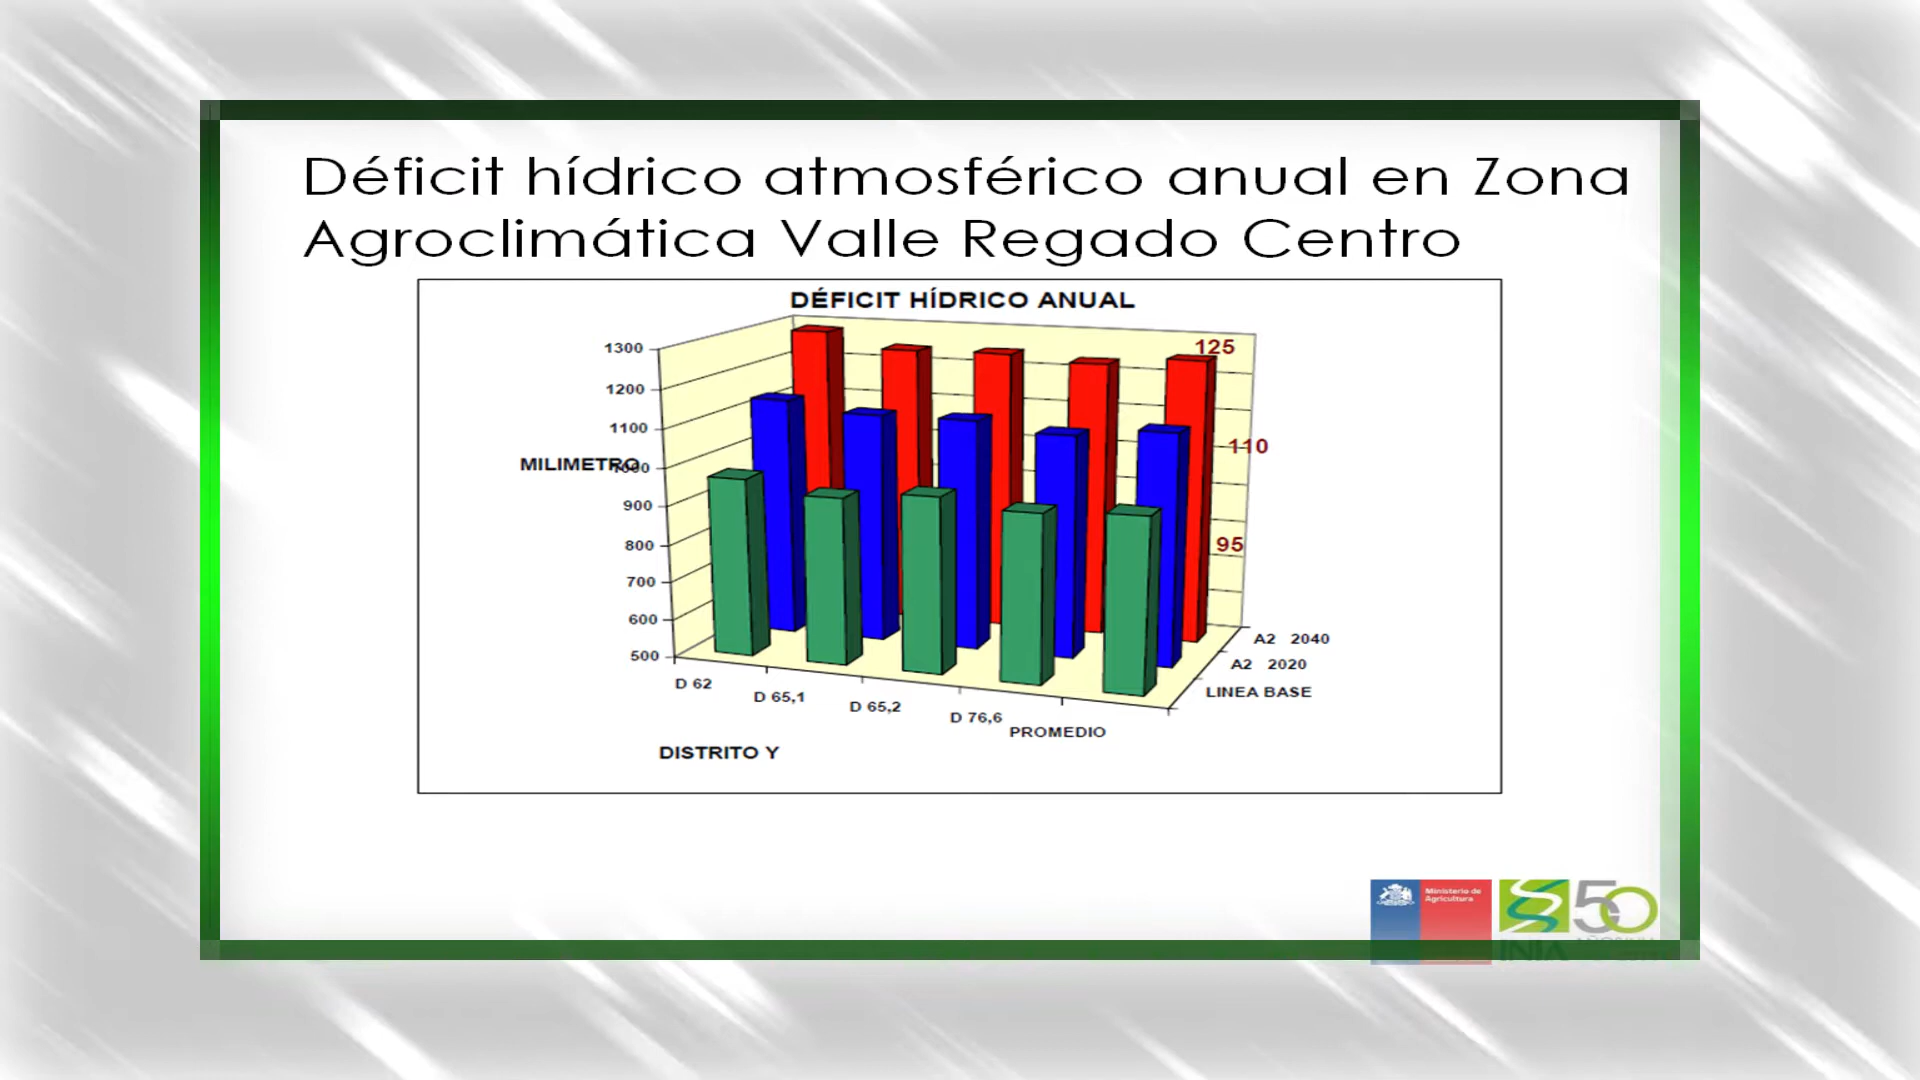 Déficit hídrico atmosférico anual en Zona
Agroclimática Valle Regado Centro
DÉFICIT HÍDRICO ANUAL
1300
1200
1100
MILIMETRO
1000
900
800
700
600
500
125
110
95
A2 2040
A2 2020
LINEA BASE
D 62
D 65,1
D 65,2
D 76,6
PROMEDIO
DISTRITO Y
Ministerio de
Agricultura
50
INIA